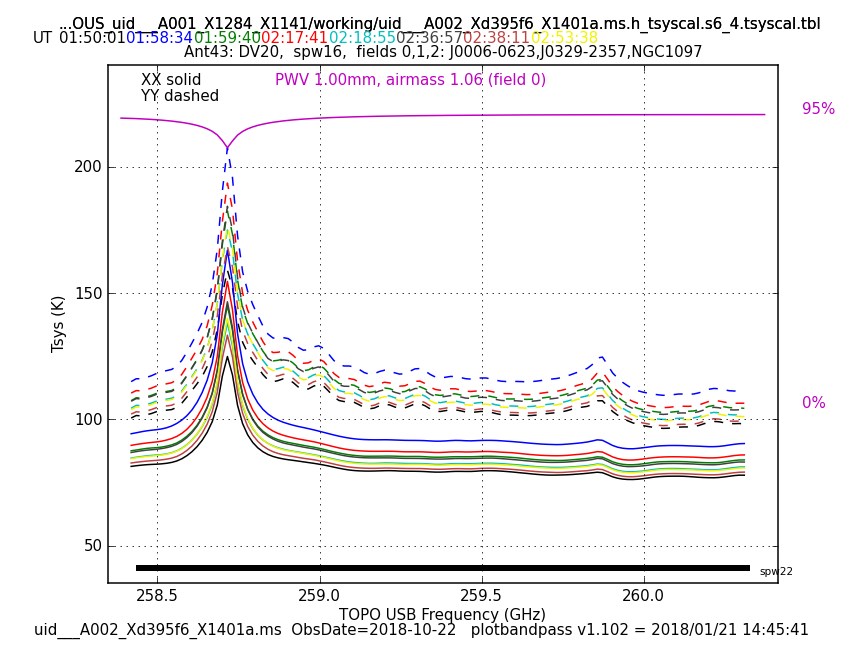 ...OUS_uid___A001_X1284_X1141/working/uid___A002_Xd395f6_X1401a.ms.h_tsyscal.s6_4.tsyscal.tbl
UT 01:50:01 01:58:34 01:59:40 02:17:41 02:18:55 02:36:57 02:38:11 02:53:38
Ant43: DV20,  spw16,  fields 0,1,2: J0006-0623,J0329-2357,NGC1097
XX solid
PWV 1.00mm, airmass 1.06 (field 0)
YY dashed
95%
200
150
Tsys (K)
100
0%
50
spw22
258.5 259.0 259.5 260.0
TOPO USB Frequency (GHz)
uid___A002_Xd395f6_X1401a.ms  ObsDate=2018-10-22   plotbandpass v1.102 = 2018/01/21 14:45:41